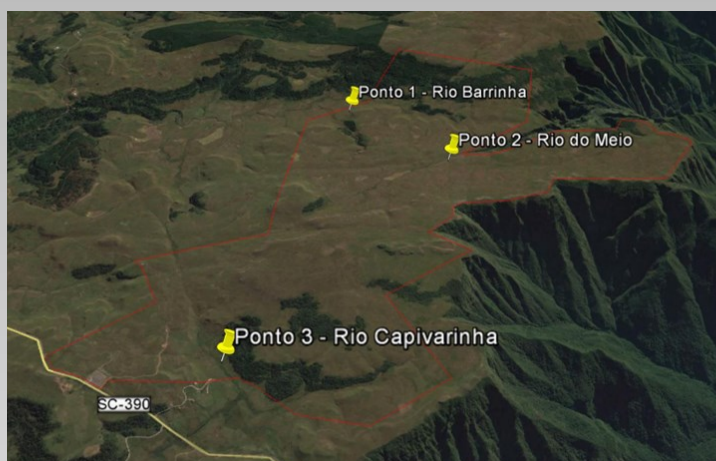 Ponto 1 - Rio Barrinha
Ponto 2 - Rio do Meio
Ponto 3 - Rio Capivarinha
SC-390